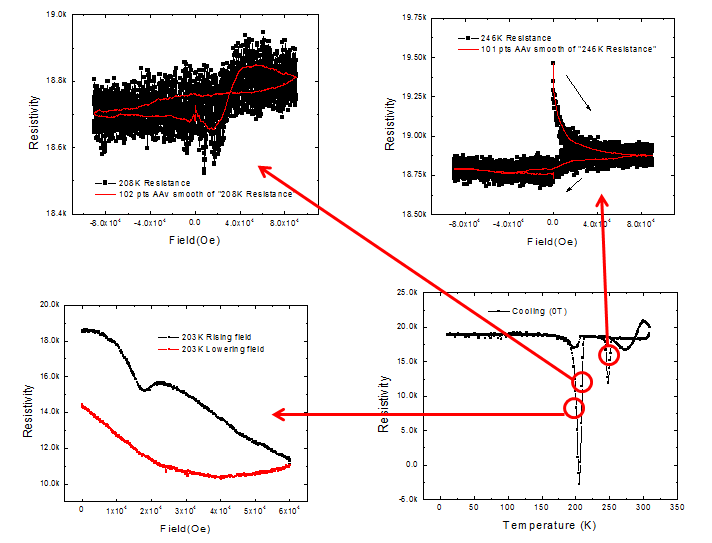 19.0k
18.8k
18.6k
18.4k
Resistivity
208K Resistance
102 pts AAv smooth of "208K Resistance
-8.0x10⁴ -4.0x10⁴ 0.0 4.0x10⁴ 8.0x10⁴
Field(Oe)
19.75k
19.50k
19.25k
19.00k
18.75k
18.50k
Resistivity
246K Resistance
101 pts AAv smooth of "246K Resistance"
-8.0x10⁴ -4.0x10⁴ 0.0 4.0x10⁴ 8.0x10⁴
Field(Oe)
20.0k
18.0k
16.0k
14.0k
12.0k
10.0k
Resistivity
203K Rising field
203K Lowering field
0 1x10⁴ 2x10⁴ 3x10⁴ 4x10⁴ 5x10⁴ 6x10⁴
Field(Oe)
25.0k
20.0k
15.0k
10.0k
5.0k
0.0
-5.0k
Resistivity
Cooling (0T)
0 50 100 150 200 250 300 350
Temperature (K)